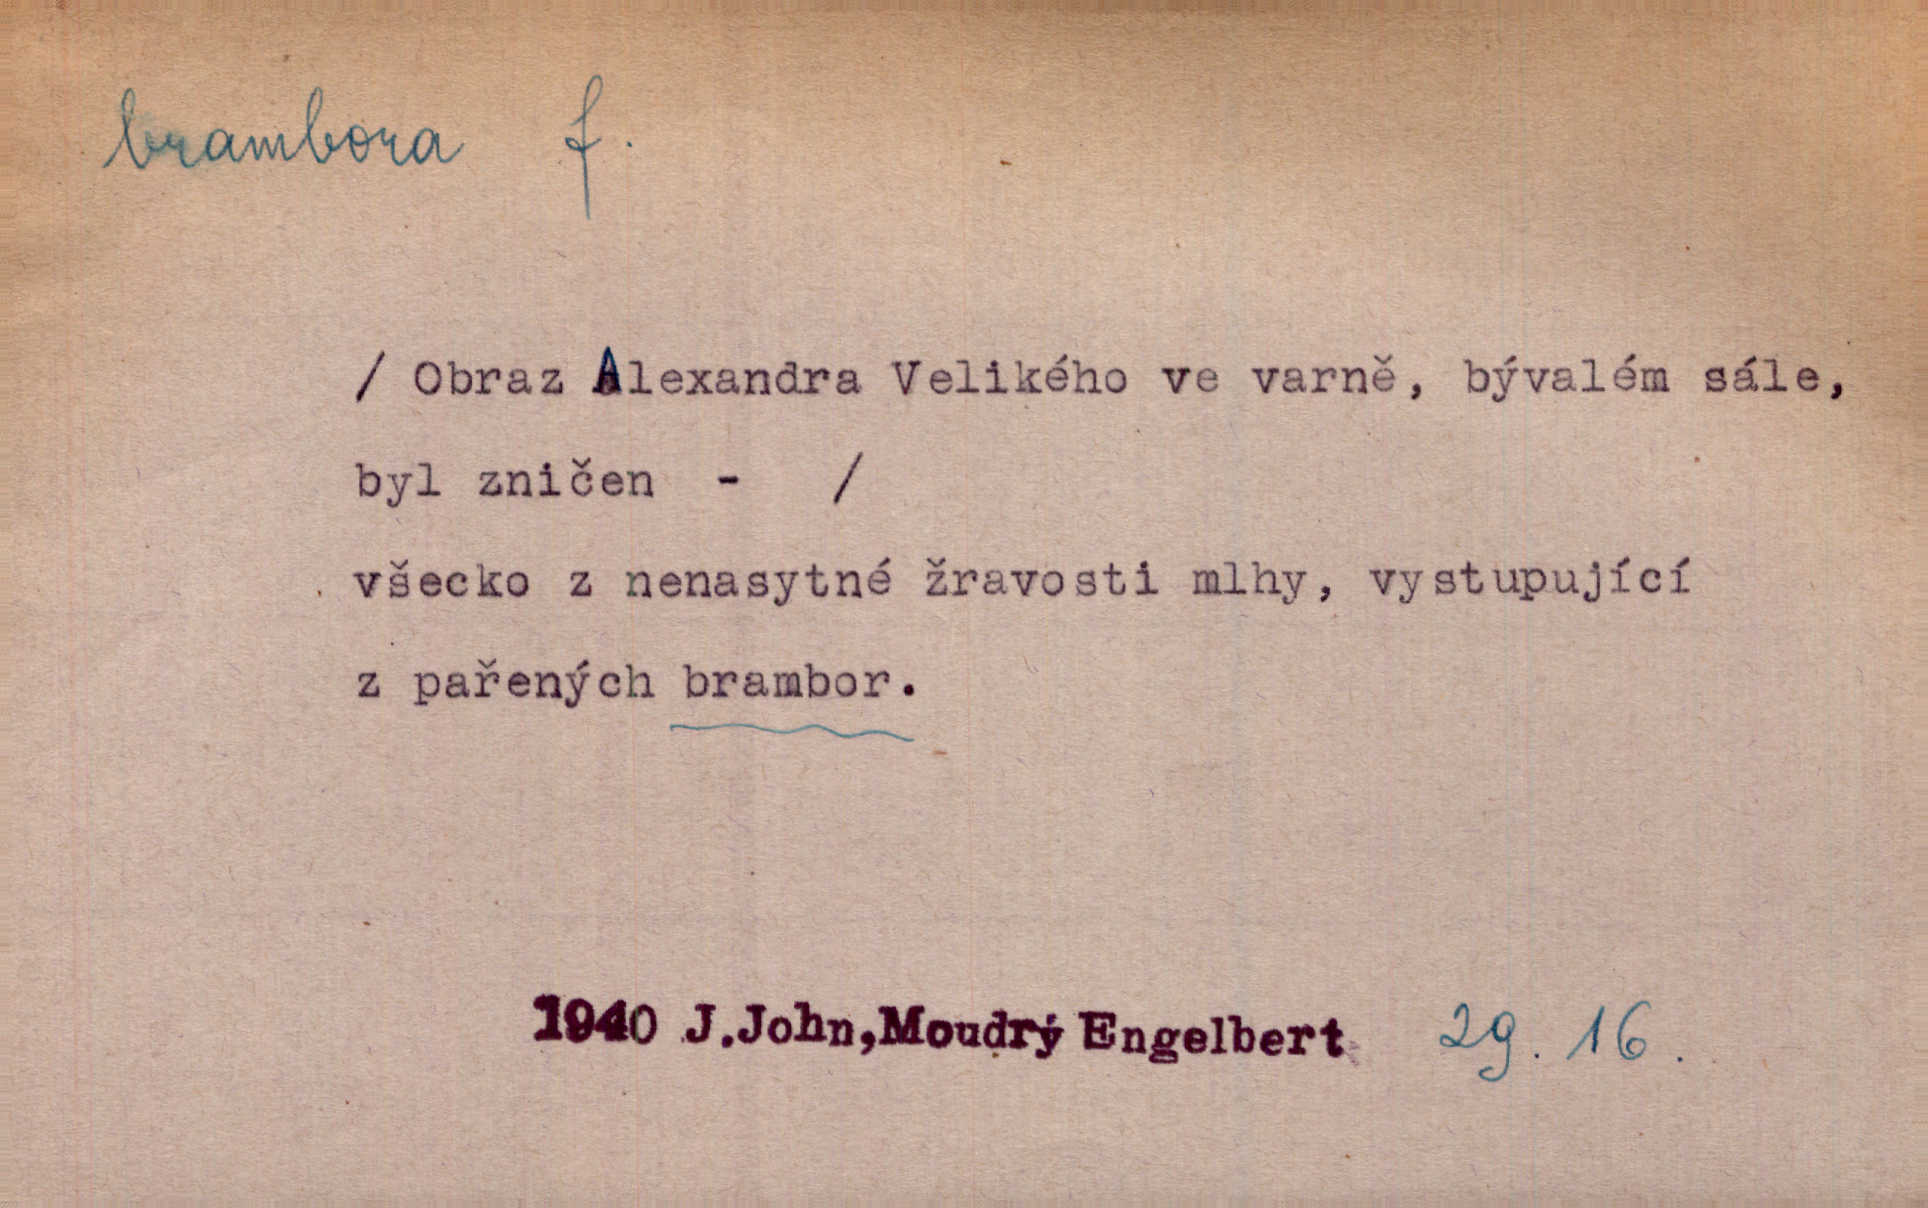 brambora f.
/ Obraz Alexandra Velikého ve varně, bývalém sále,
byl zničen - /
všecko z nenasytné žravosti mlhy, vystupující
z pařených brambor.
1940 J.John,Moudrý Engelbert 29. 16.